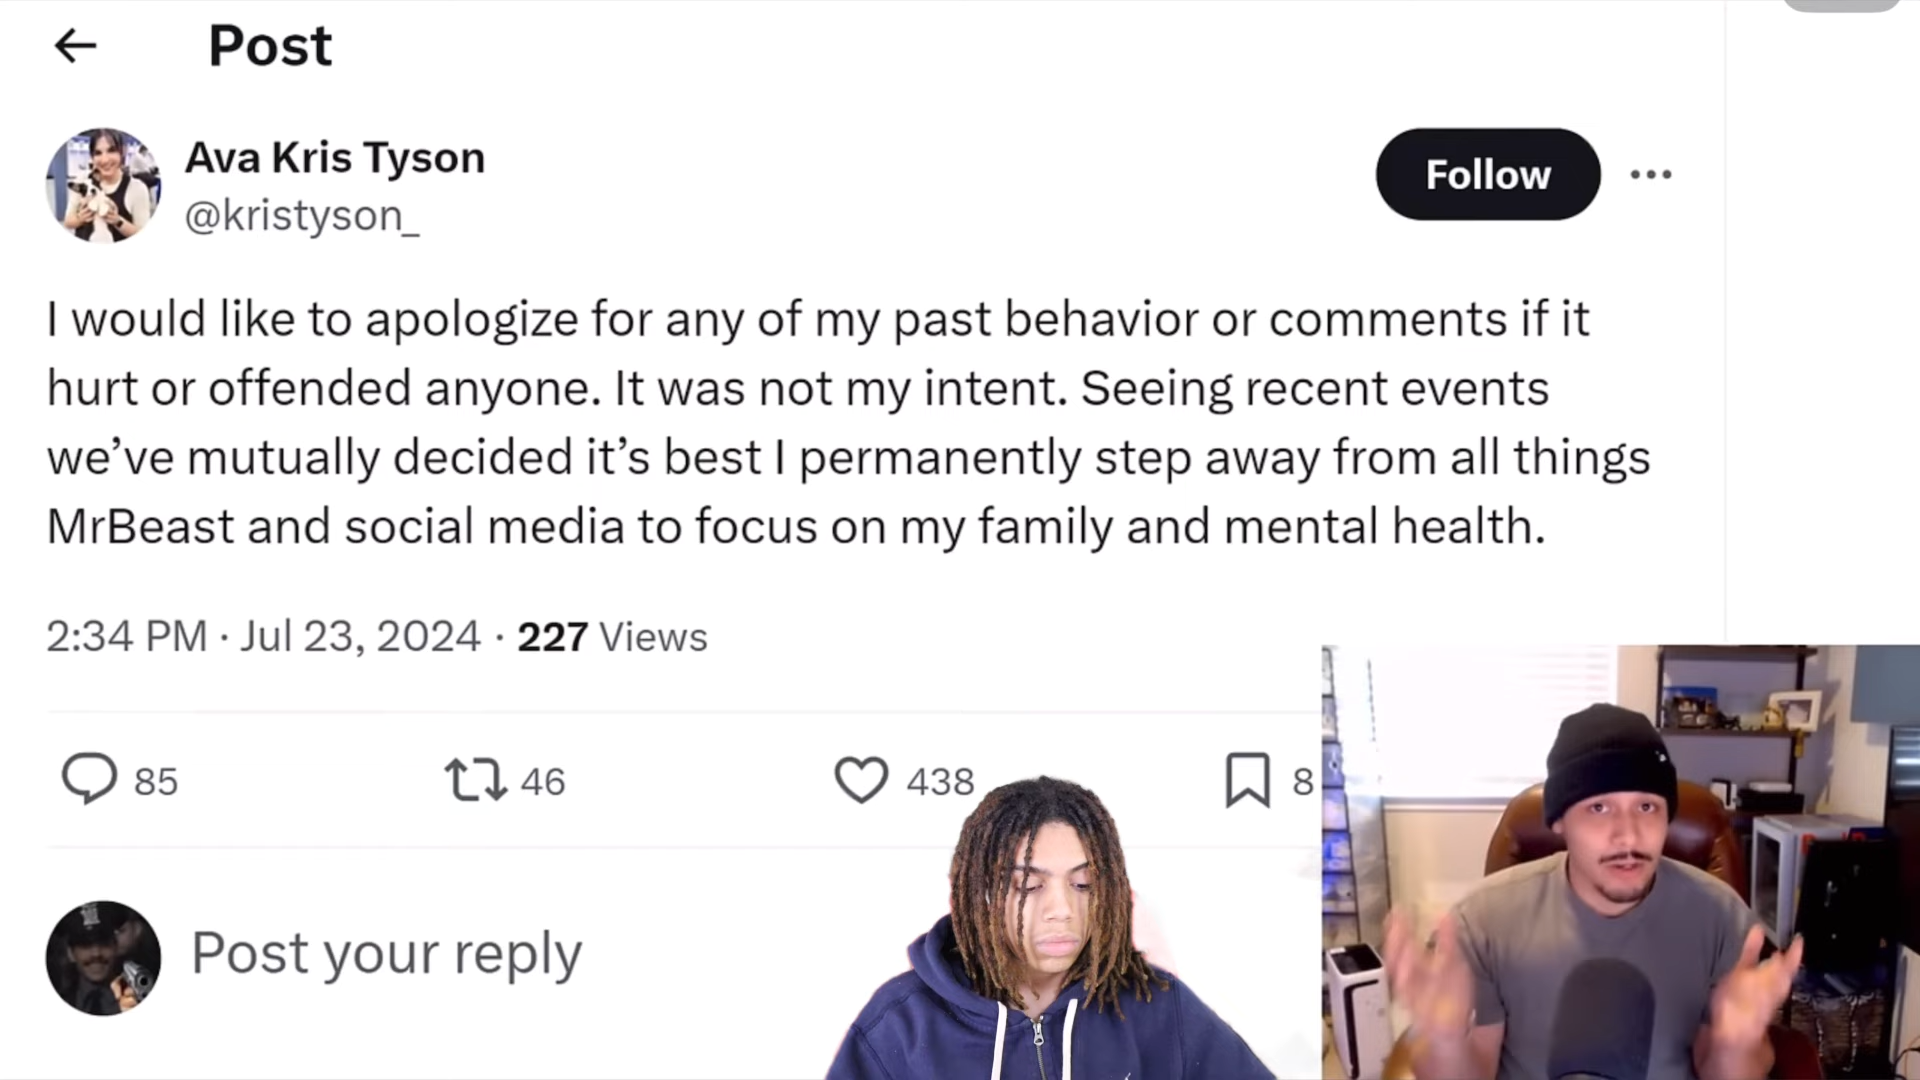 Post
Ava Kris Tyson
@kristyson_
Follow
I would like to apologize for any of my past behavior or comments if it
hurt or offended anyone. It was not my intent. Seeing recent events
we’ve mutually decided it’s best I permanently step away from all things
MrBeast and social media to focus on my family and mental health.
2:34 PM · Jul 23, 2024 · 227 Views
85 46 438 8
Post your reply